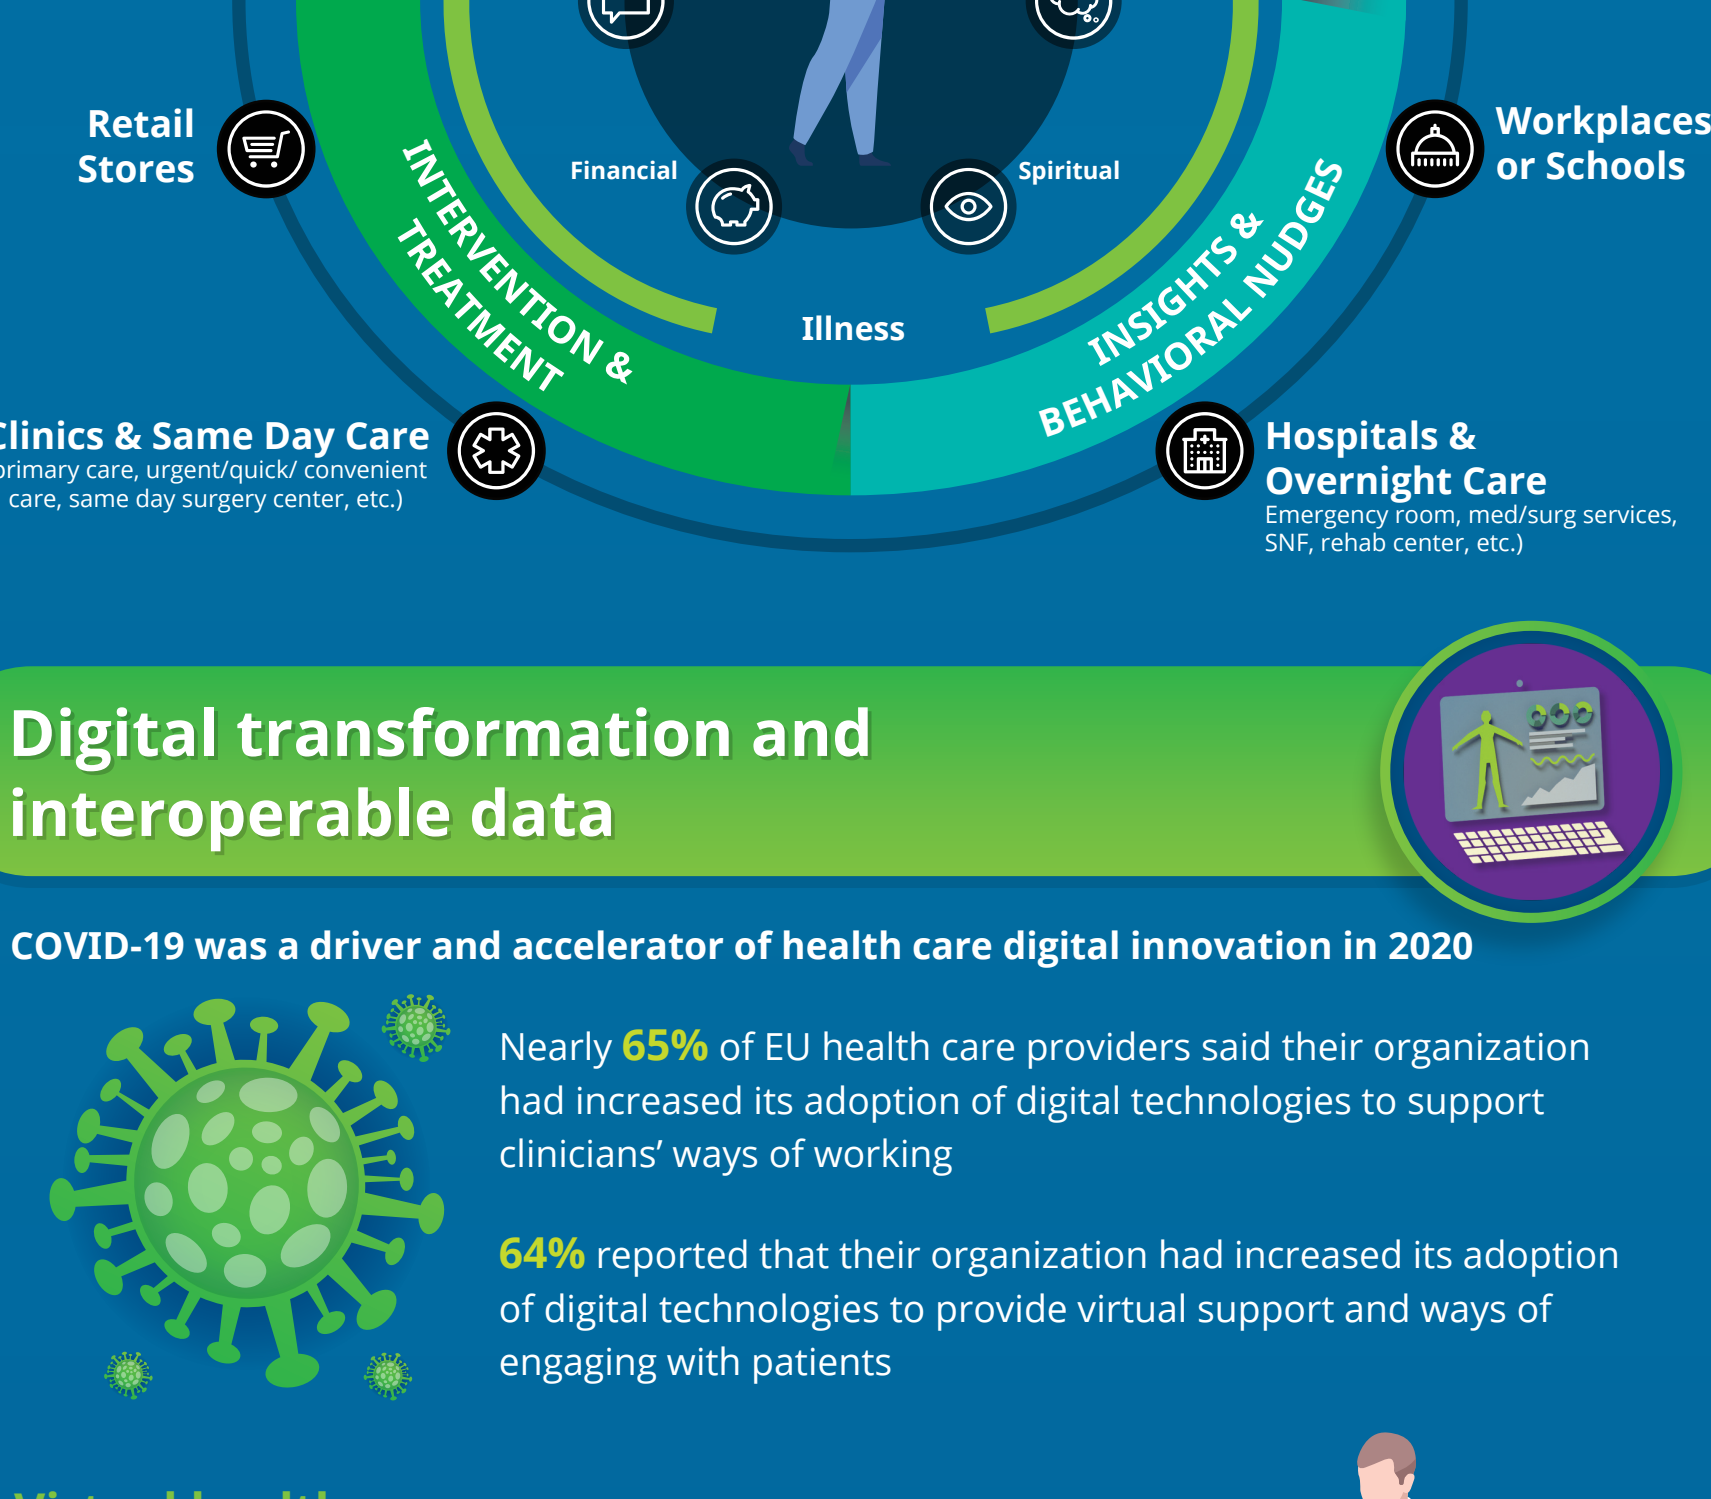 Retail
Stores
Workplaces
or Schools
Financial
Spiritual
INTERVENTION &
TREATMENT
INSIGHTS &
BEHAVIORAL NUDGES
Illness
Clinics & Same Day Care
primary care, urgent/quick/ convenient
care, same day surgery center, etc.)
Hospitals &
Overnight Care
Emergency room, med/surg services,
SNF, rehab center, etc.)
Digital transformation and
interoperable data
COVID-19 was a driver and accelerator of health care digital innovation in 2020
Nearly 65% of EU health care providers said their organization
had increased its adoption of digital technologies to support
clinicians’ ways of working
64% reported that their organization had increased its adoption
of digital technologies to provide virtual support and ways of
engaging with patients